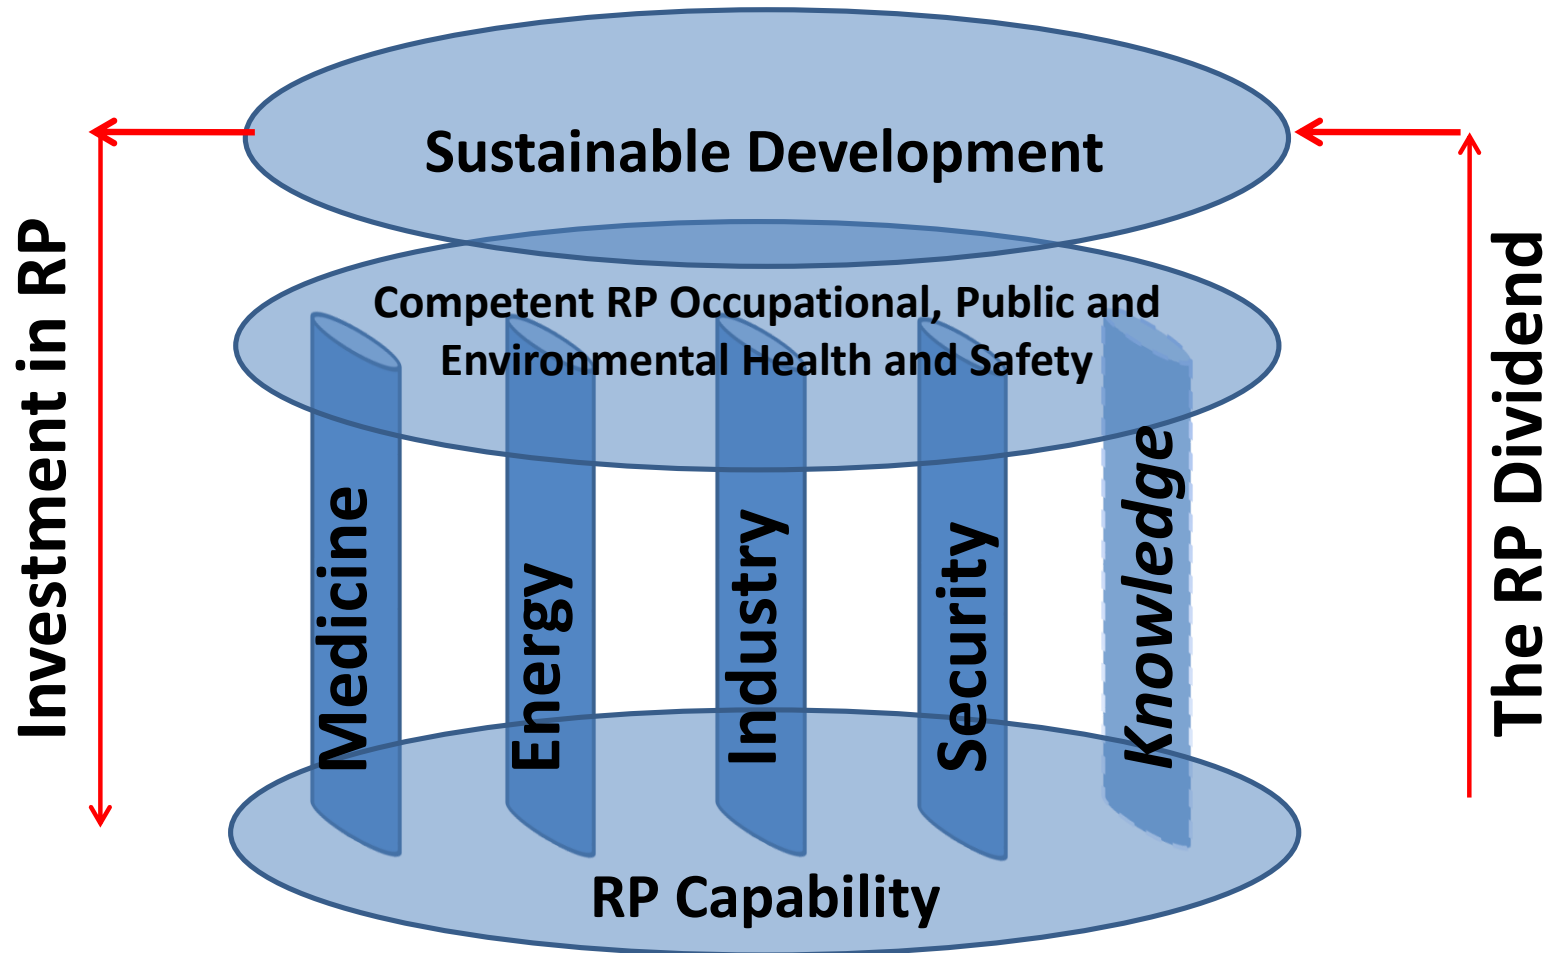 Sustainable Development
Competent RP Occupational, Public and
Environmental Health and Safety
Investment in RP
Medicine
Energy
Industry
Security
Knowledge
The RP Dividend
RP Capability